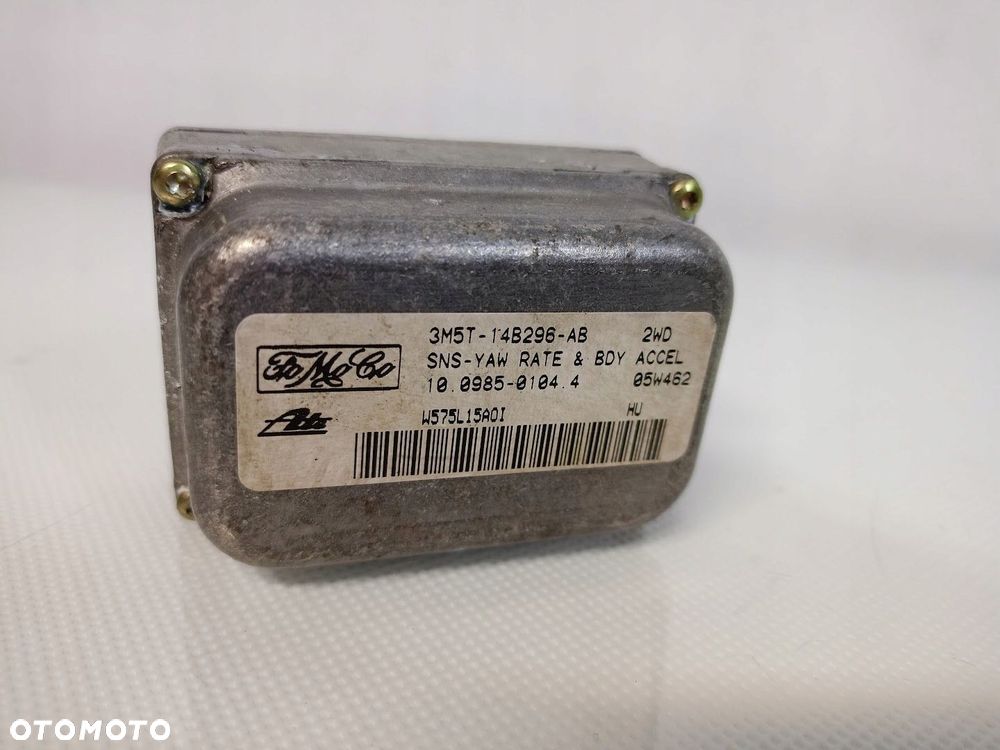 3M5T-14B296-AB 2WD
FoMoCo SNS-YAW RATE & BDY ACCEL
10.0985-0104.4 05W462
Ate W575L15A0I HU
OTOMOTO